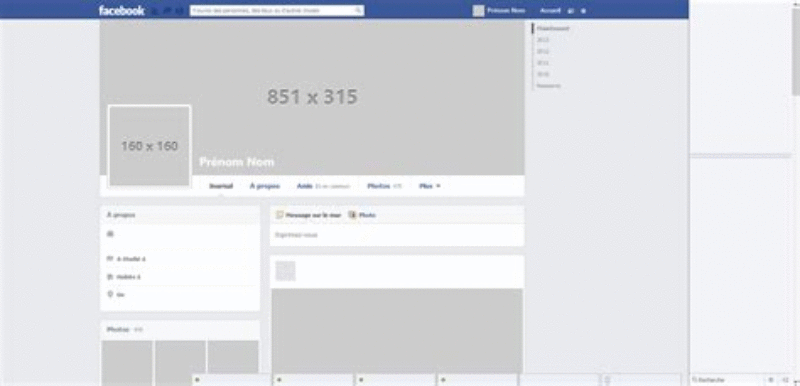 facebook
Trouvez des personnes, des lieux ou d'autres choses
Prénom Nom
Accueil
Maintenant
2013
2012
2011
2010
Naissance
851 x 315
160 x 160
Prénom Nom
Journal
À propos
Amis
Photos
Plus
À propos
Message sur le mur
Photo
Exprimez-vous
A étudié à
Habite à
De
Photos
Recherche